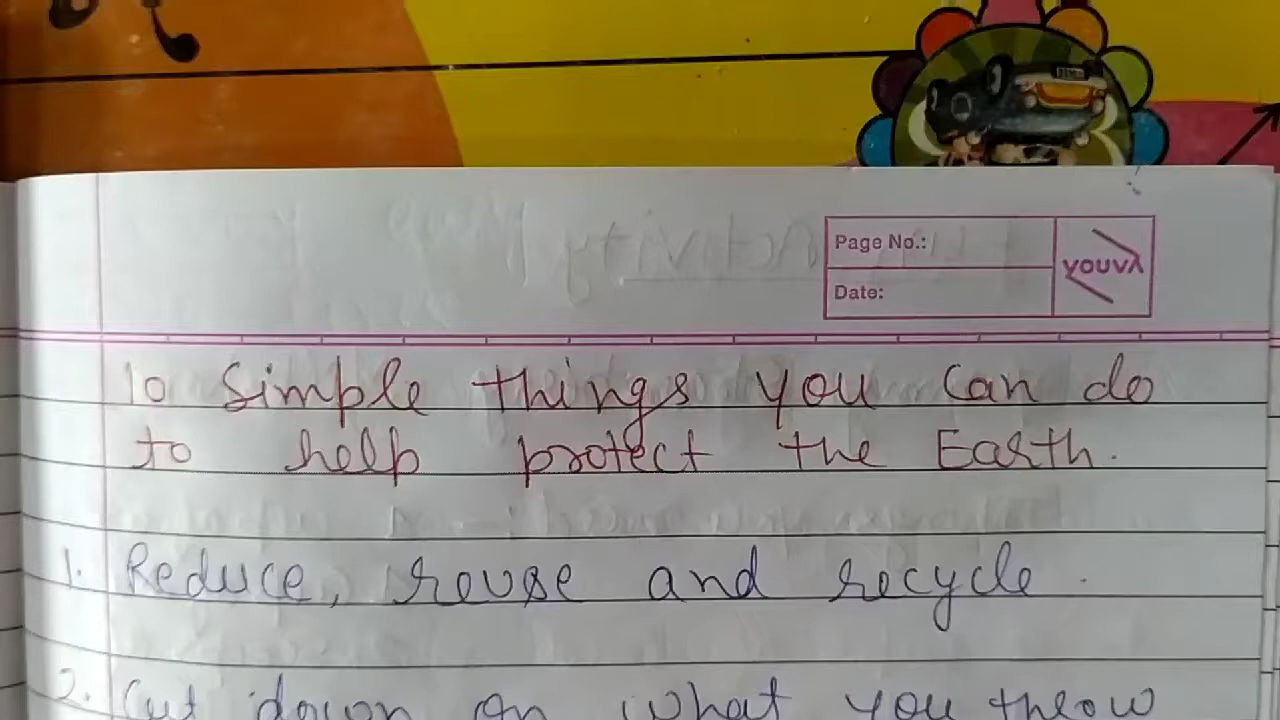 Page No.:
youva
Date:
10 Simple things you can do
to help protect the Earth.
1. Reduce, reuse and recycle.
2. Cut down on what you throw